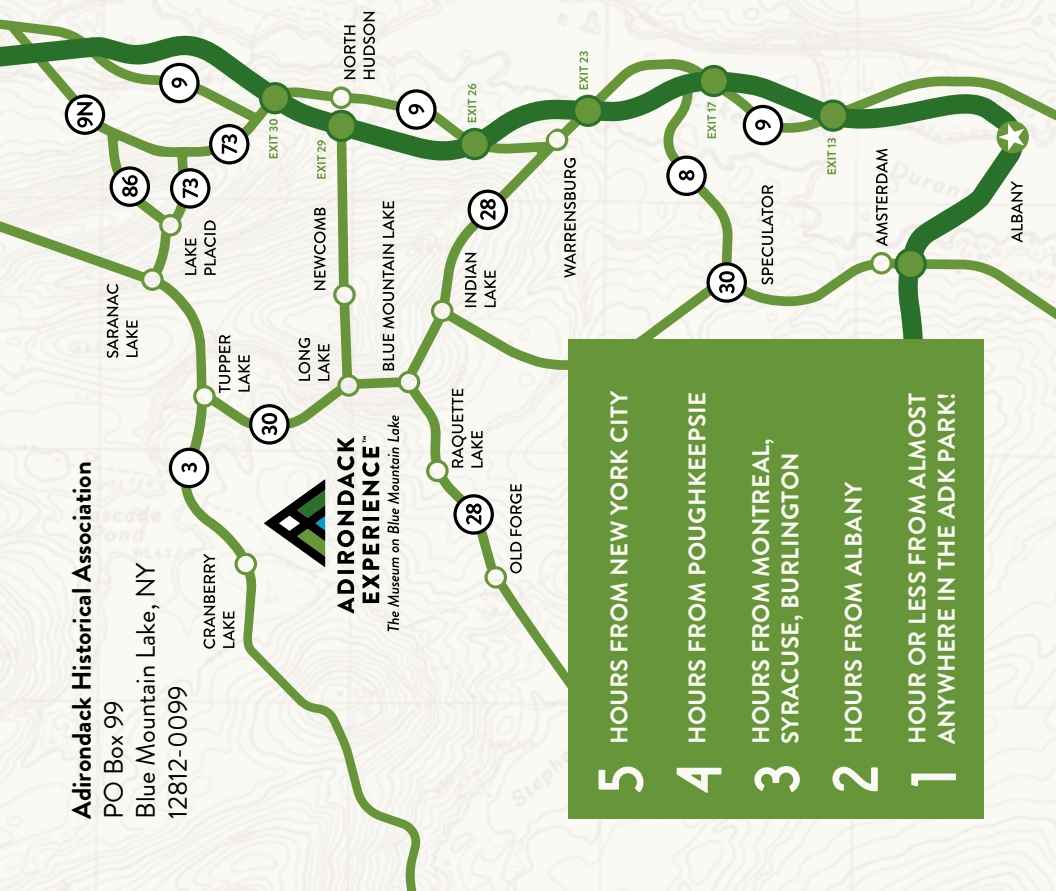 Adirondack Historical Association
PO Box 99
Blue Mountain Lake, NY
12812-0099
ADIRONDACK
EXPERIENCE™
The Museum on Blue Mountain Lake
5 HOURS FROM NEW YORK CITY
4 HOURS FROM POUGHKEEPSIE
3 HOURS FROM MONTREAL,
SYRACUSE, BURLINGTON
2 HOURS FROM ALBANY
1 HOUR OR LESS FROM ALMOST
ANYWHERE IN THE ADK PARK!
CRANBERRY
LAKE
3
TUPPER
LAKE
30
SARANAC
LAKE
LAKE
PLACID
86
73
73
9N
9
EXIT 30
EXIT 29
NORTH
HUDSON
9
EXIT 26
EXIT 23
NEWCOMB
LONG
LAKE
BLUE MOUNTAIN LAKE
RAQUETTE
LAKE
28
OLD FORGE
INDIAN
LAKE
28
WARRENSBURG
8
EXIT 17
9
EXIT 13
30
SPECULATOR
AMSTERDAM
ALBANY